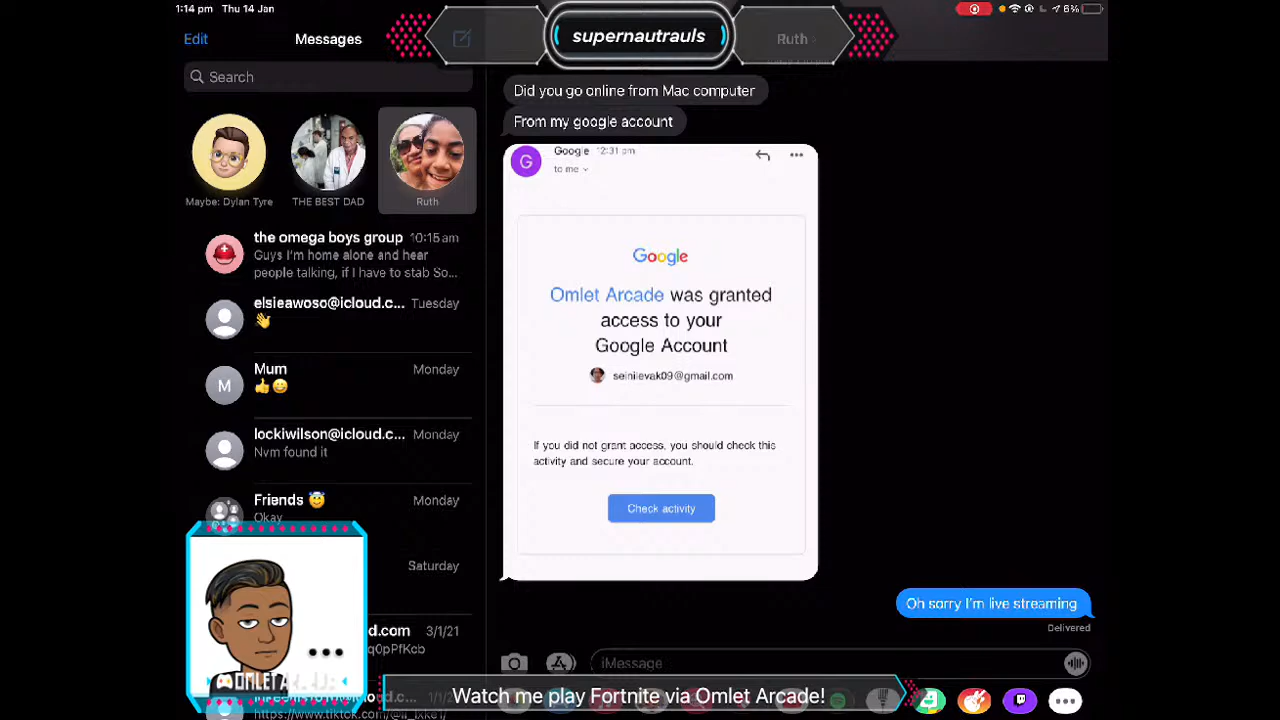 1:14 pm Thu 14 Jan
6%
Edit
Messages
supernautrauls
Ruth
Search
Maybe: Dylan Tyre
THE BEST DAD
Ruth
the omega boys group 10:15 am
Guys I'm home alone and hear
people talking, if I have to stab So...
elsieawoso@icloud.c... Tuesday
👋
Mum Monday
M
👍😄
lockiwilson@icloud.c... Monday
Nvm found it
Friends 😇 Monday
Okay
Saturday
d.com 3/1/21
q0pPfKcb
Did you go online from Mac computer
From my google account
G
Google 12:31 pm
to me
Google
Omlet Arcade was granted
access to your
Google Account
seiniievak09@gmail.com
If you did not grant access, you should check this
activity and secure your account.
Check activity
Oh sorry I'm live streaming
Delivered
iMessage
...
Watch me play Fortnite via Omlet Arcade!